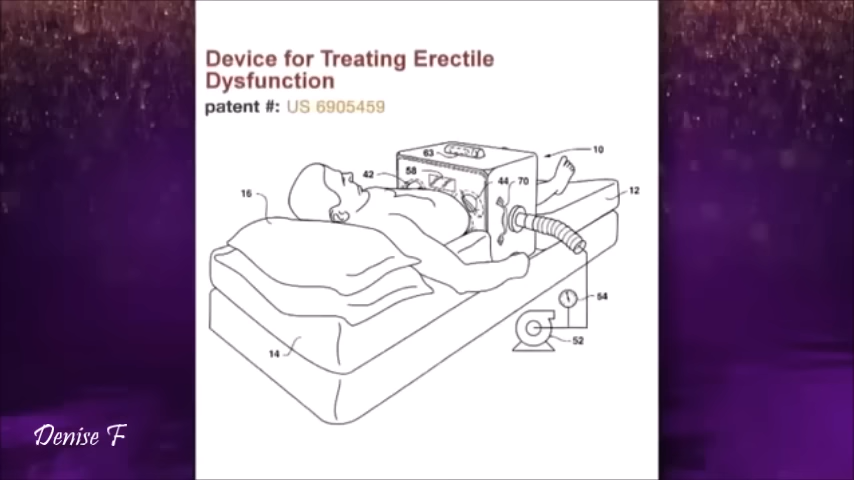 Device for Treating Erectile
Dysfunction
patent #: US 6905459
63
10
42
58
44
70
12
16
54
14
52
Denise F